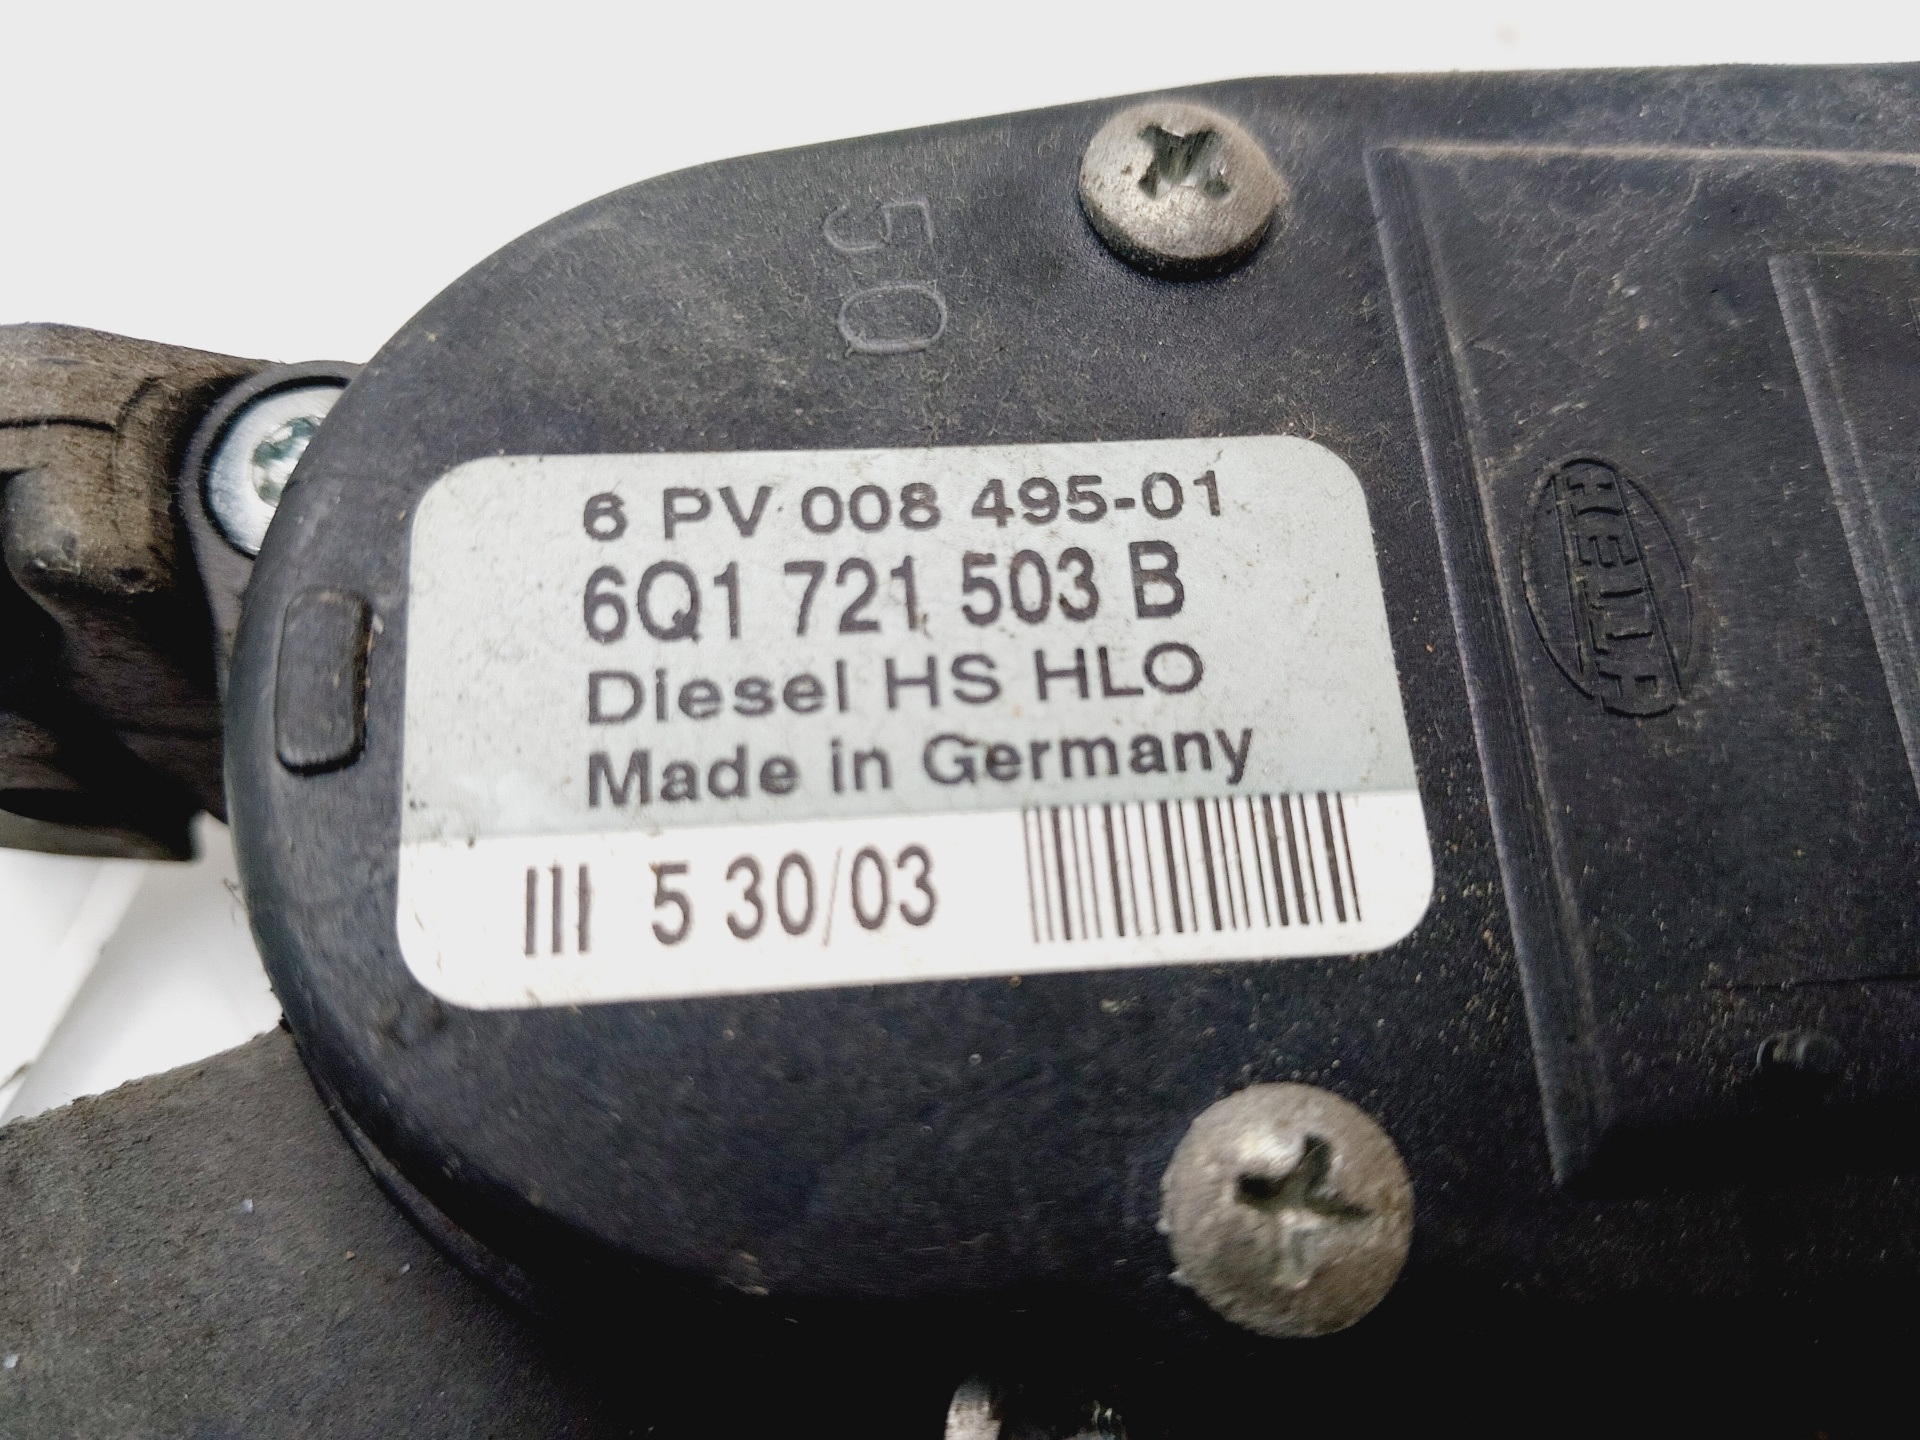 50
6 PV 008 495-01
6Q1 721 503 B
Diesel HS HLO
Made in Germany
III 5 30/03
HELLA